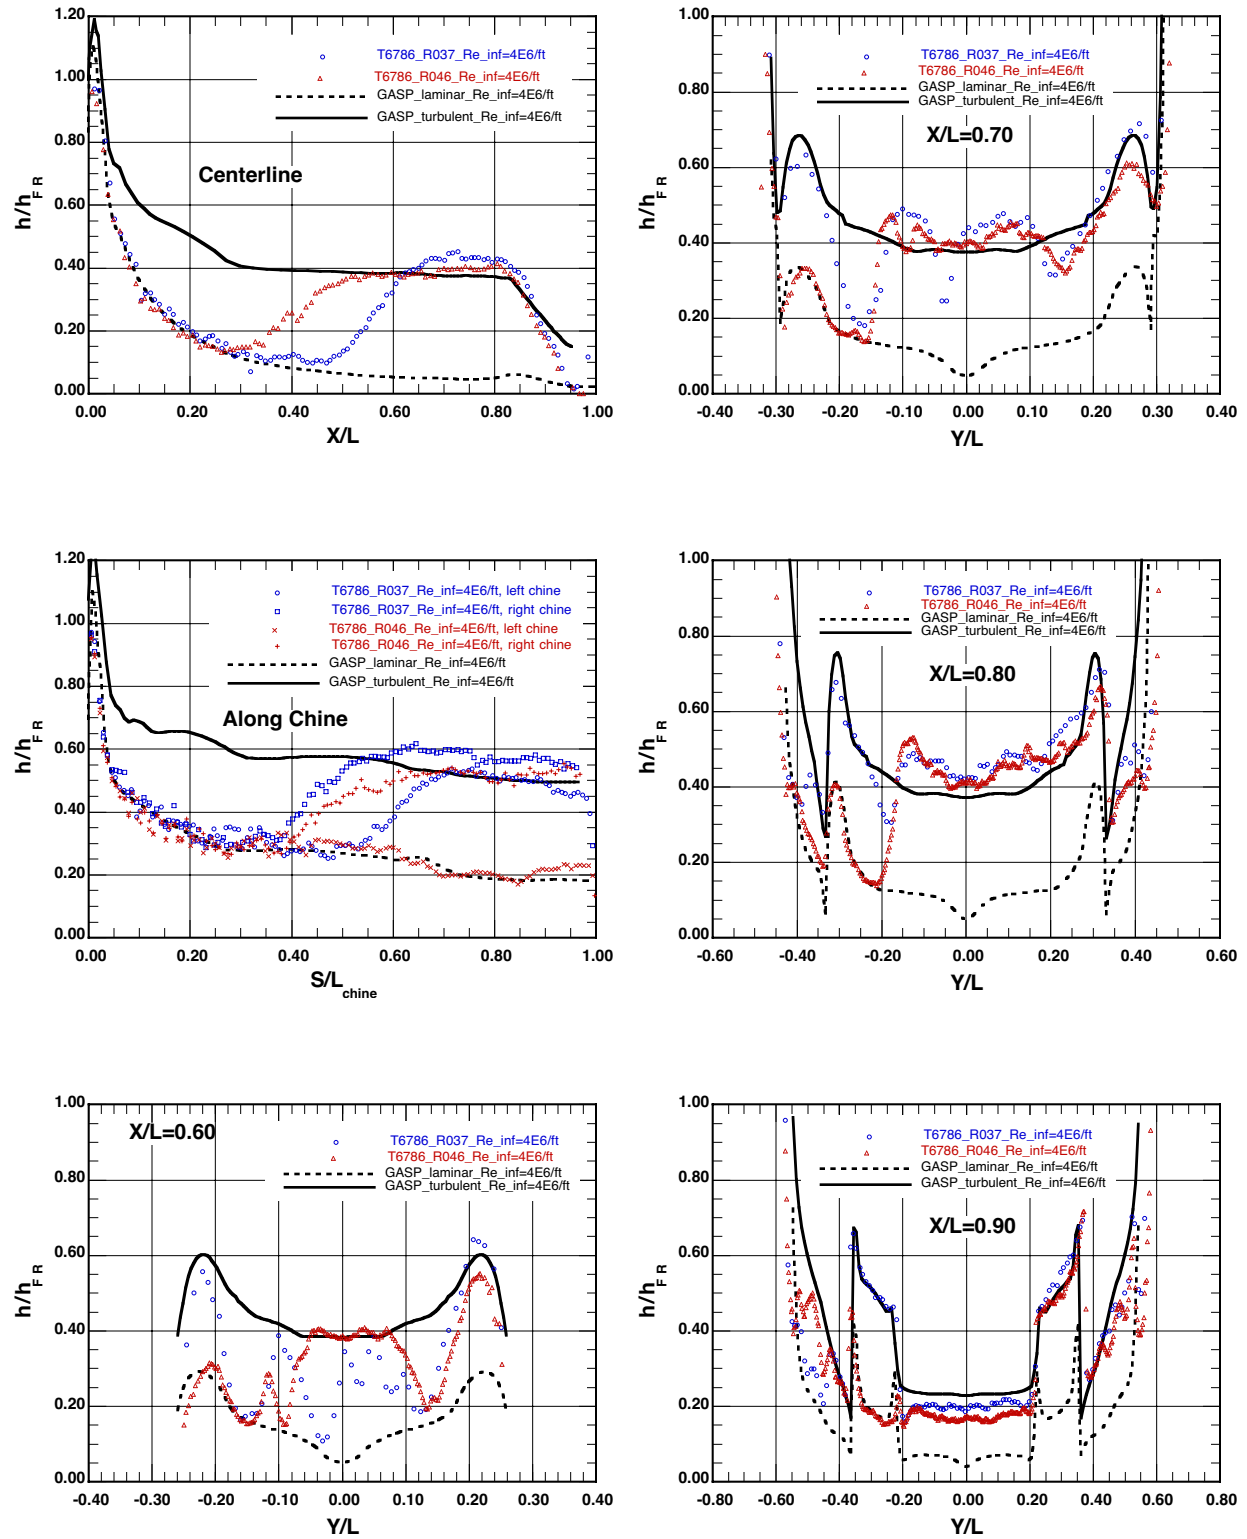 1.20
1.00
0.80
0.60
0.40
0.20
0.00
h/h
F R
T6786_R037_Re_inf=4E6/ft
T6786_R046_Re_inf=4E6/ft
GASP_laminar_Re_inf=4E6/ft
GASP_turbulent_Re_inf=4E6/ft
Centerline
0.00 0.20 0.40 0.60 0.80 1.00
X/L
1.00
0.80
0.60
0.40
0.20
0.00
h/h
F R
T6786_R037_Re_inf=4E6/ft
T6786_R046_Re_inf=4E6/ft
GASP_laminar_Re_inf=4E6/ft
GASP_turbulent_Re_inf=4E6/ft
X/L=0.70
-0.40 -0.30 -0.20 -0.10 0.00 0.10 0.20 0.30 0.40
Y/L
1.20
1.00
0.80
0.60
0.40
0.20
0.00
h/h
F R
T6786_R037_Re_inf=4E6/ft, left chine
T6786_R037_Re_inf=4E6/ft, right chine
T6786_R046_Re_inf=4E6/ft, left chine
T6786_R046_Re_inf=4E6/ft, right chine
GASP_laminar_Re_inf=4E6/ft
GASP_turbulent_Re_inf=4E6/ft
Along Chine
0.00 0.20 0.40 0.60 0.80 1.00
S/L
chine
1.00
0.80
0.60
0.40
0.20
0.00
h/h
F R
T6786_R037_Re_inf=4E6/ft
T6786_R046_Re_inf=4E6/ft
GASP_laminar_Re_inf=4E6/ft
GASP_turbulent_Re_inf=4E6/ft
X/L=0.80
-0.60 -0.40 -0.20 0.00 0.20 0.40 0.60
Y/L
1.00
0.80
0.60
0.40
0.20
0.00
h/h
F R
X/L=0.60
T6786_R037_Re_inf=4E6/ft
T6786_R046_Re_inf=4E6/ft
GASP_laminar_Re_inf=4E6/ft
GASP_turbulent_Re_inf=4E6/ft
-0.40 -0.30 -0.20 -0.10 0.00 0.10 0.20 0.30 0.40
Y/L
1.00
0.80
0.60
0.40
0.20
0.00
h/h
F R
T6786_R037_Re_inf=4E6/ft
T6786_R046_Re_inf=4E6/ft
GASP_laminar_Re_inf=4E6/ft
GASP_turbulent_Re_inf=4E6/ft
X/L=0.90
-0.80 -0.60 -0.40 -0.20 0.00 0.20 0.40 0.60 0.80
Y/L